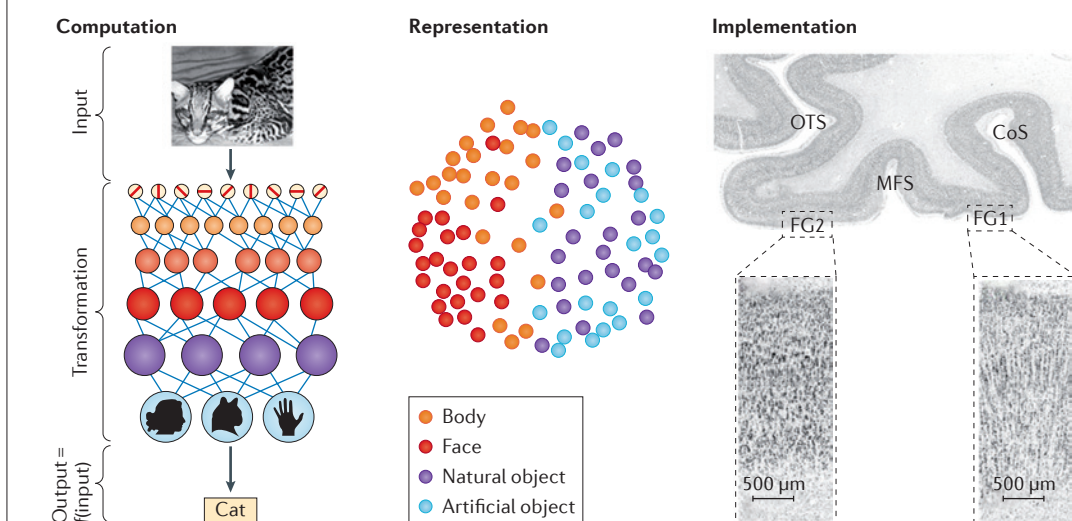 Computation
Representation
Implementation
Input
Transformation
Output =
f(input)
Cat
Body
Face
Natural object
Artificial object
OTS
CoS
MFS
FG2
FG1
500 µm
500 µm